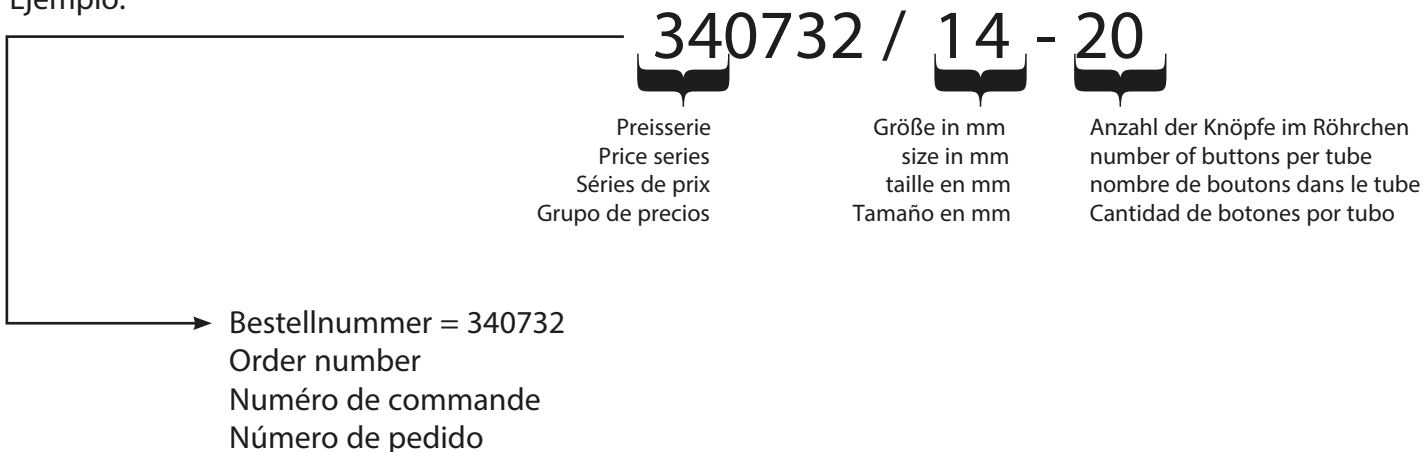 Ejemplo:
340732 / 14 - 20
Preisserie
Price series
Séries de prix
Grupo de precios
Größe in mm
size in mm
taille en mm
Tamaño en mm
Anzahl der Knöpfe im Röhrchen
number of buttons per tube
nombre de boutons dans le tube
Cantidad de botones por tubo
Bestellnummer = 340732
Order number
Numéro de commande
Número de pedido